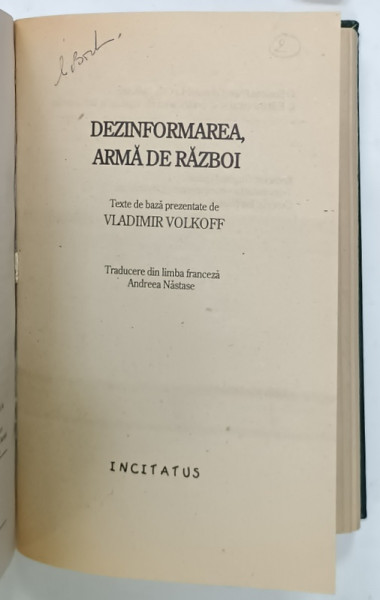 DEZINFORMAREA,
ARMĂ DE RĂZBOI
Texte de bază prezentate de
VLADIMIR VOLKOFF
Traducere din limba franceză
Andreea Năstase
INCITATUS